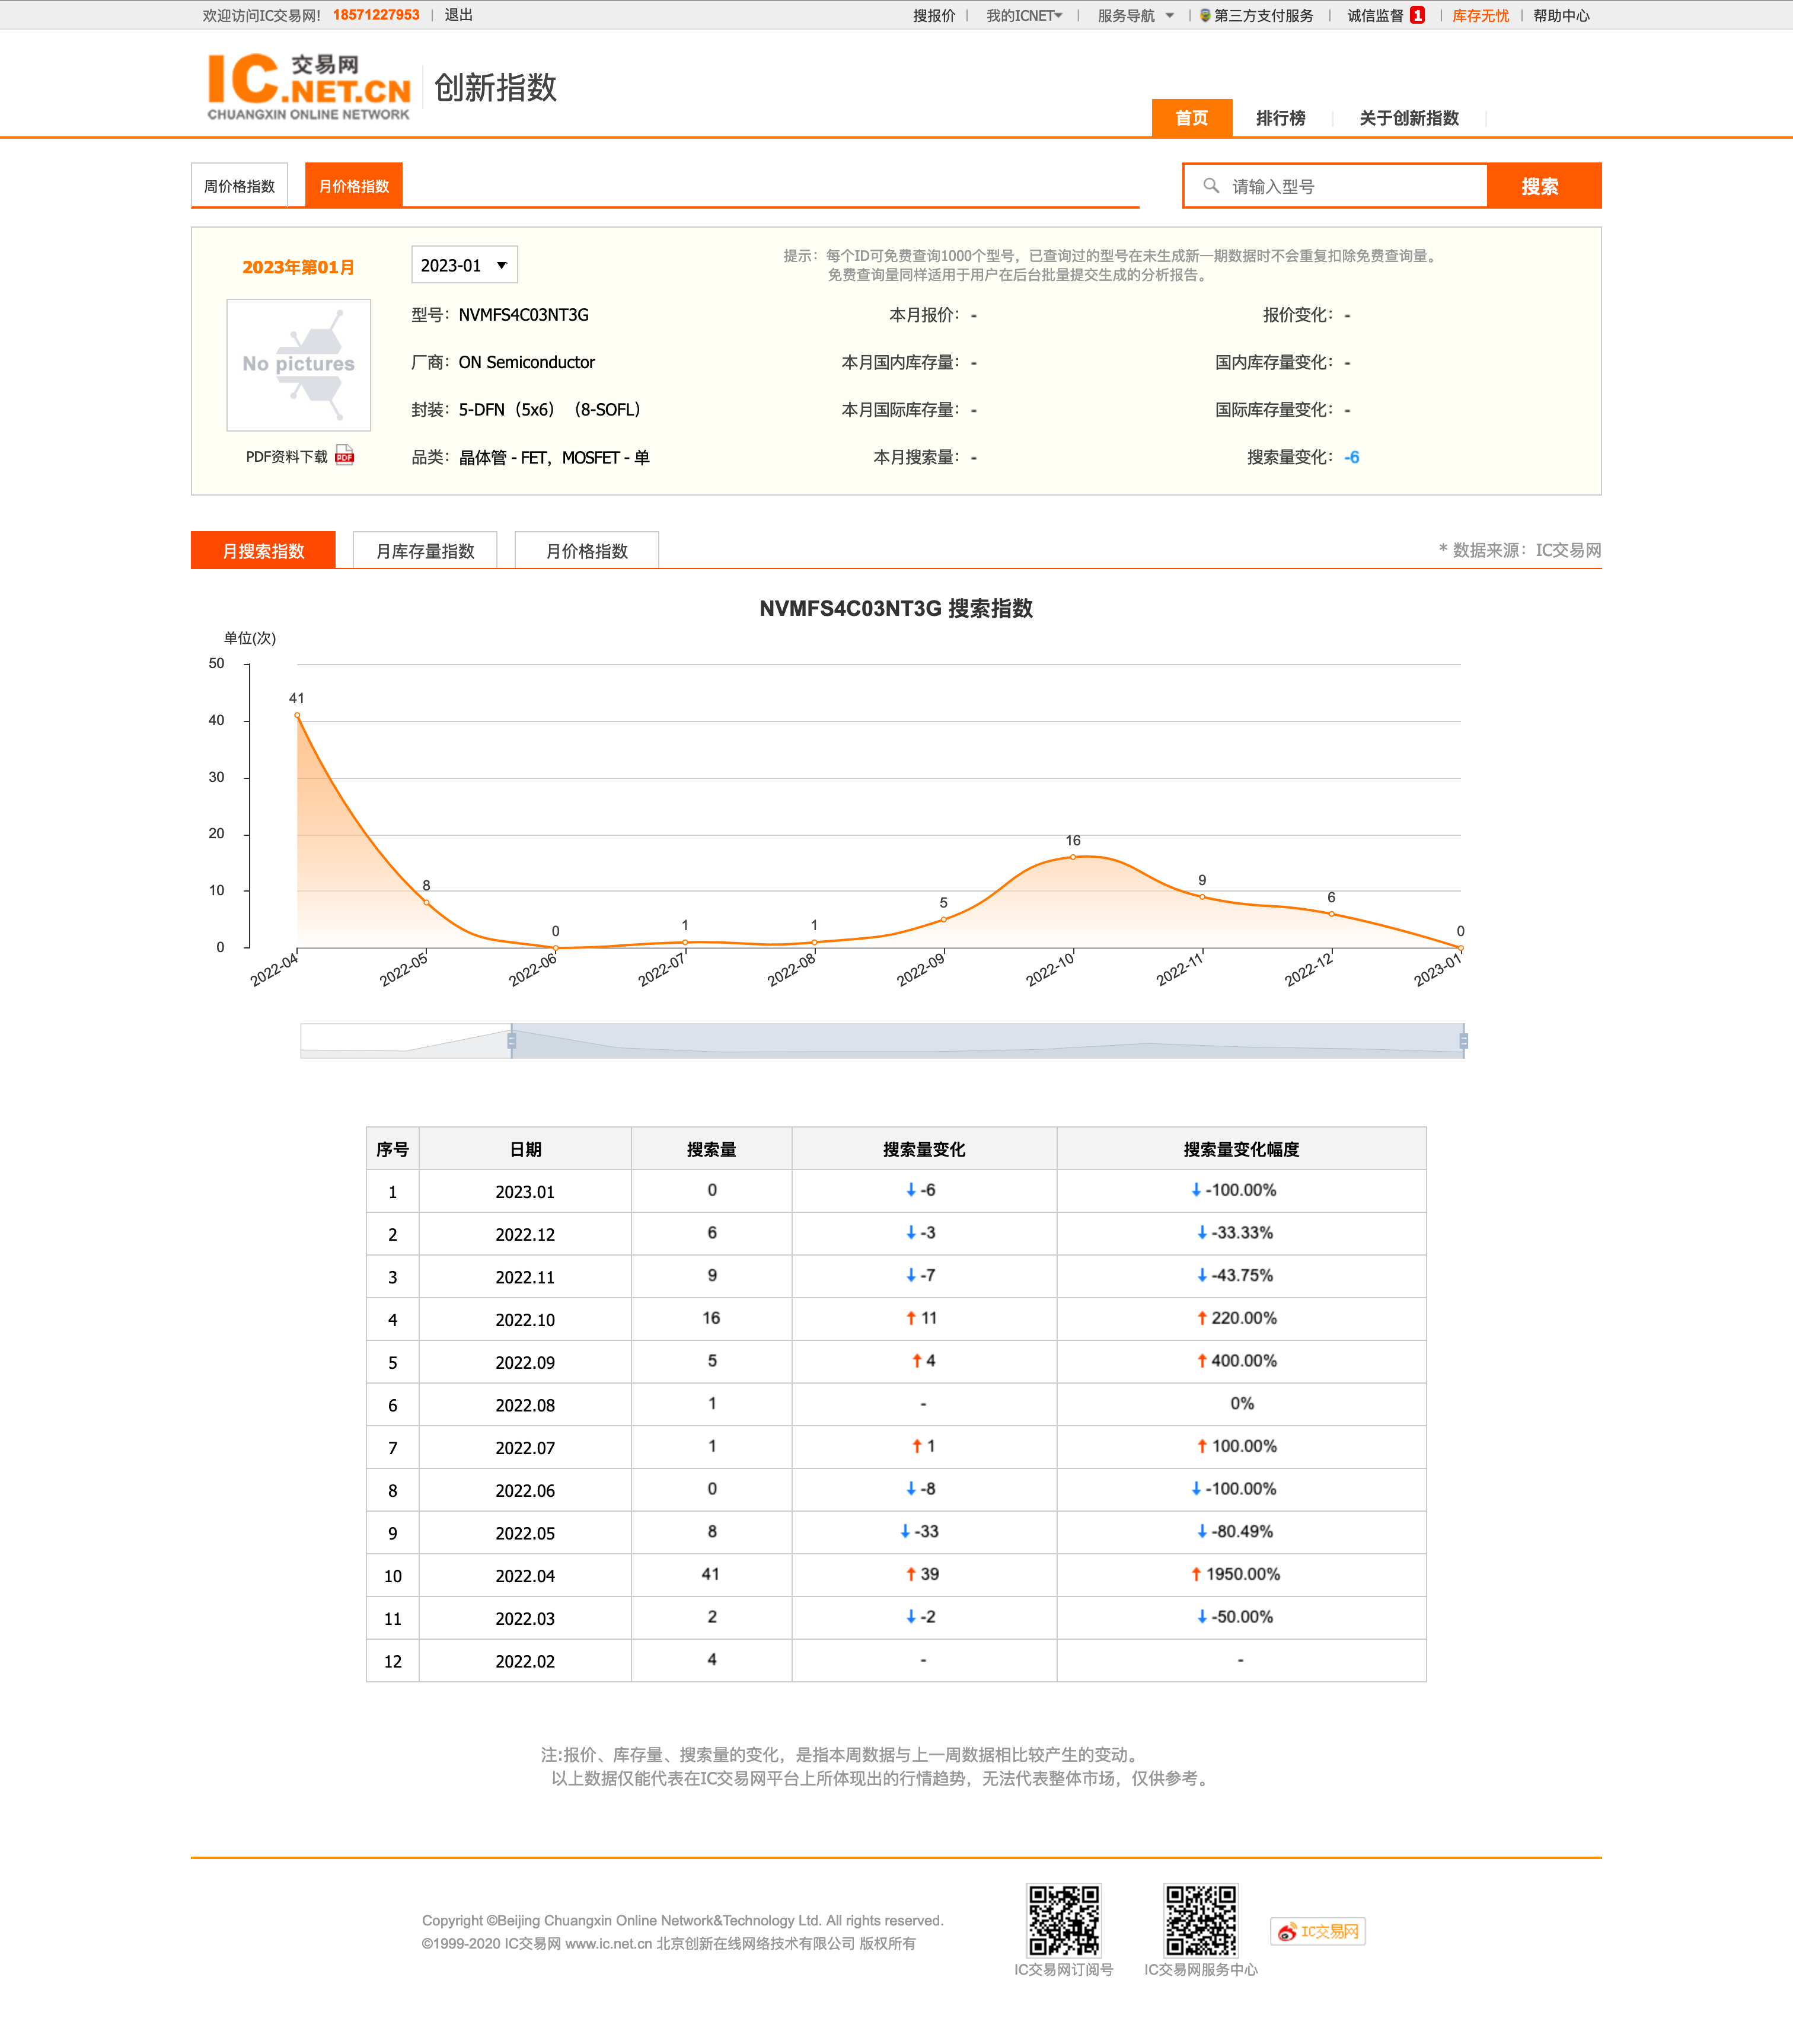 欢迎访问IC交易网! 18571227953 | 退出 搜报价 | 我的ICNET | 服务导航 | 第三方支付服务 | 诚信监督 1 | 库存无忧 | 帮助中心
IC交易网.NET.CN 创新指数
CHUANGXIN ONLINE NETWORK
首页 排行榜 关于创新指数
周价格指数 月价格指数 请输入型号 搜索
2023年第01月 2023-01 提示：每个ID可免费查询1000个型号，已查询过的型号在未生成新一期数据时不会重复扣除免费查询量。
免费查询量同样适用于用户在后台批量提交生成的分析报告。
型号：NVMFS4C03NT3G 本月报价：- 报价变化：-
No pictures
厂商：ON Semiconductor 本月国内库存量：- 国内库存量变化：-
封装：5-DFN（5x6）（8-SOFL） 本月国际库存量：- 国际库存量变化：-
PDF资料下载 PDF 品类：晶体管 - FET，MOSFET - 单 本月搜索量：- 搜索量变化：-6
月搜索指数 月库存量指数 月价格指数 * 数据来源：IC交易网
NVMFS4C03NT3G 搜索指数
单位(次)
50
41
40
30
20
16
10
8
9
6
5
0
1
1
0
0
2022-04 2022-05 2022-06 2022-07 2022-08 2022-09 2022-10 2022-11 2022-12 2023-01
序号 日期 搜索量 搜索量变化 搜索量变化幅度
1 2023.01 0 ↓-6 ↓-100.00%
2 2022.12 6 ↓-3 ↓-33.33%
3 2022.11 9 ↓-7 ↓-43.75%
4 2022.10 16 ↑11 ↑220.00%
5 2022.09 5 ↑4 ↑400.00%
6 2022.08 1 - 0%
7 2022.07 1 ↑1 ↑100.00%
8 2022.06 0 ↓-8 ↓-100.00%
9 2022.05 8 ↓-33 ↓-80.49%
10 2022.04 41 ↑39 ↑1950.00%
11 2022.03 2 ↓-2 ↓-50.00%
12 2022.02 4 - -
注:报价、库存量、搜索量的变化，是指本周数据与上一周数据相比较产生的变动。
以上数据仅能代表在IC交易网平台上所体现出的行情趋势，无法代表整体市场，仅供参考。
Copyright ©Beijing Chuangxin Online Network&Technology Ltd. All rights reserved.
©1999-2020 IC交易网 www.ic.net.cn 北京创新在线网络技术有限公司 版权所有
IC交易网
IC交易网订阅号 IC交易网服务中心